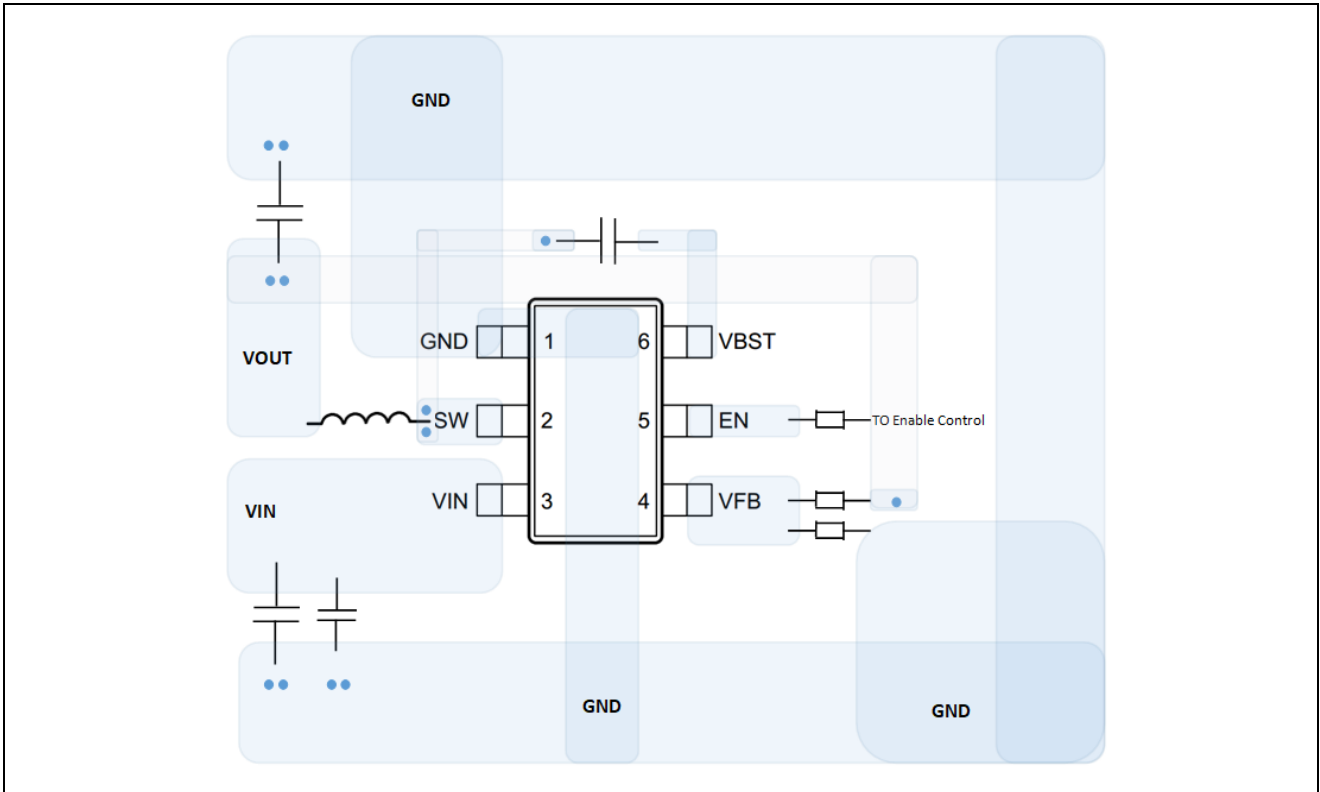 GND
GND 1 6 VBST
VOUT
SW 2 5 EN TO Enable Control
VIN 3 4 VFB
VIN
GND
GND